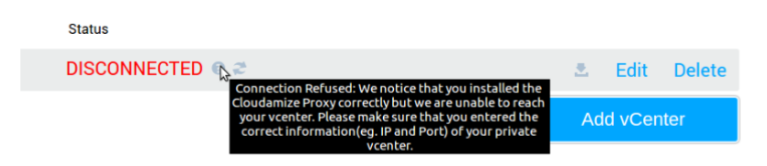 Status
DISCONNECTED
Edit Delete
Connection Refused: We notice that you installed the
Cloudamize Proxy correctly but we are unable to reach
your vcenter. Please make sure that you entered the
correct information(eg. IP and Port) of your private
vcenter.
Add vCenter